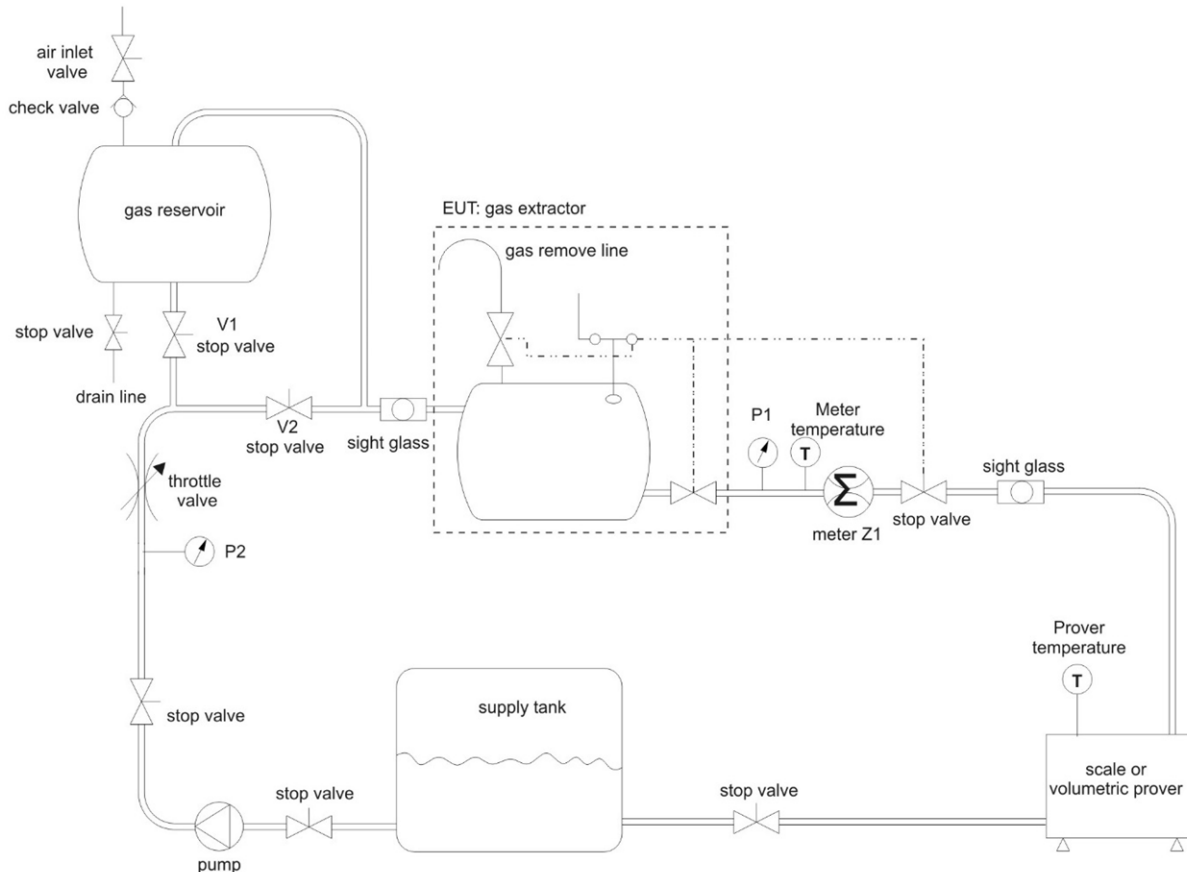 air inlet
valve
check valve
gas reservoir
EUT: gas extractor
gas remove line
stop valve
V1
stop valve
drain line
V2
stop valve
sight glass
P1
Meter
temperature
T
throttle
valve
Σ
meter Z1
stop valve
sight glass
P2
Prover
temperature
T
stop valve
supply tank
stop valve
stop valve
scale or
volumetric prover
pump